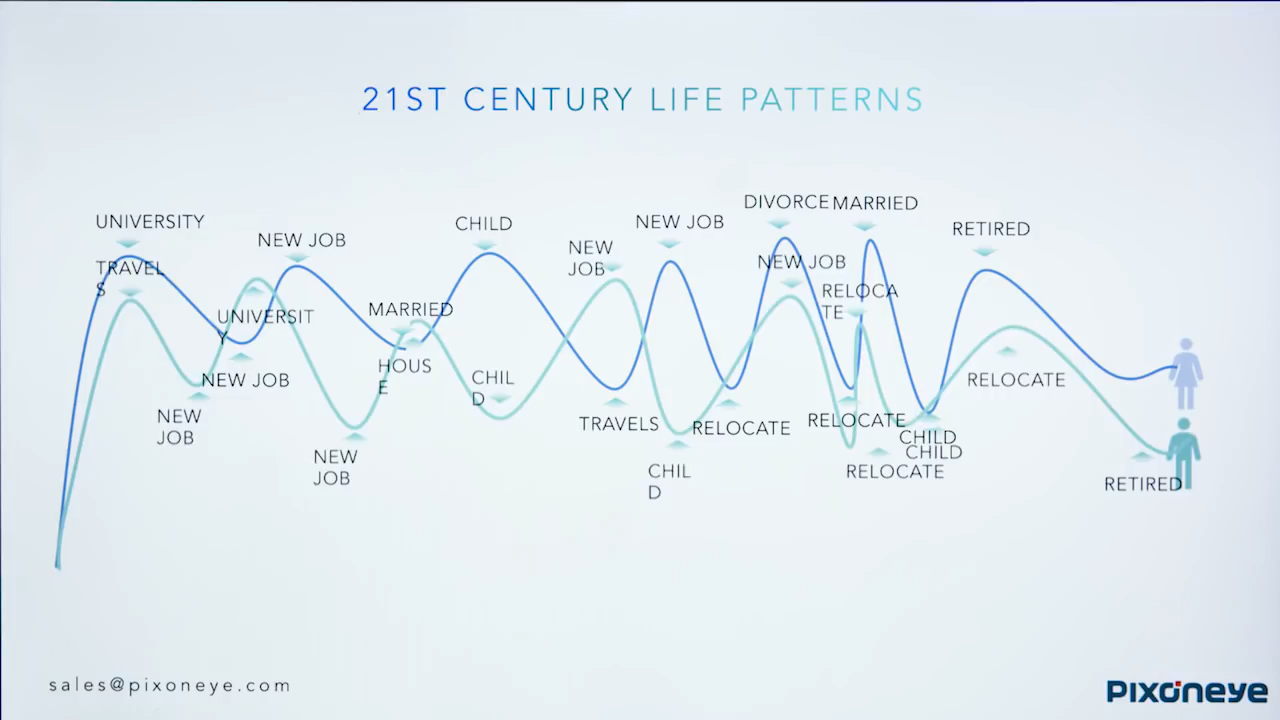 21ST CENTURY LIFE PATTERNS
DIVORCE
MARRIED
UNIVERSITY
CHILD
NEW JOB
RETIRED
NEW JOB
NEW
JOB
TRAVEL
S
NEW JOB
RELOCA
TE
MARRIED
UNIVERSIT
Y
HOUS
E
NEW JOB
CHIL
D
RELOCATE
NEW
JOB
TRAVELS
RELOCATE
RELOCATE
CHILD
CHILD
NEW
JOB
CHIL
D
RELOCATE
RETIRED
sales@pixoneye.com
Pixoneye